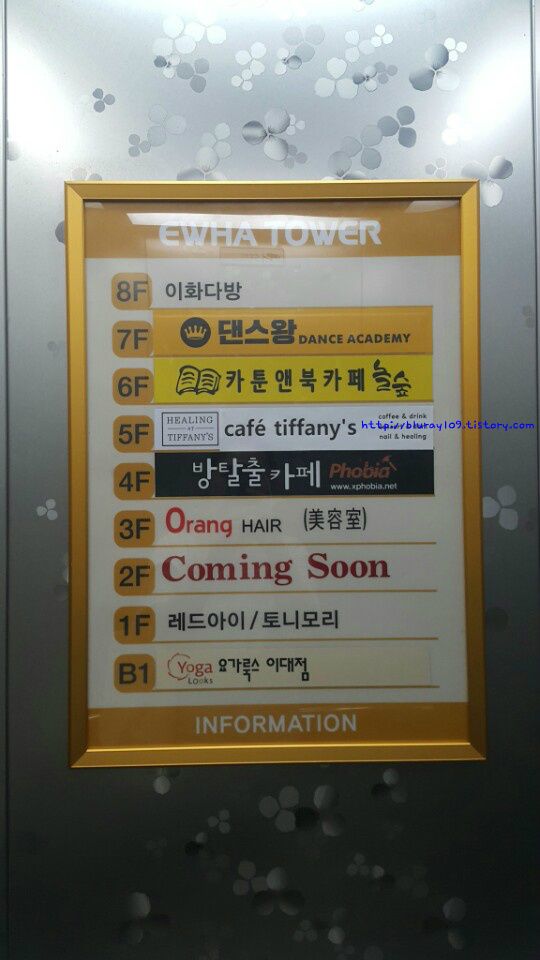 EWHA TOWER
8F 이화다방
7F 댄스왕 DANCE ACADEMY
6F 카툰앤북카페 놀숲
5F HEALING AT TIFFANY'S café tiffany's coffee & drink nail & healing
http://bluray109.tistory.com
4F 방탈출카페 Phobia www.xphobia.net
3F Orang HAIR (美容室)
2F Coming Soon
1F 레드아이/토니모리
B1 Yoga Looks 요가룩스 이대점
INFORMATION